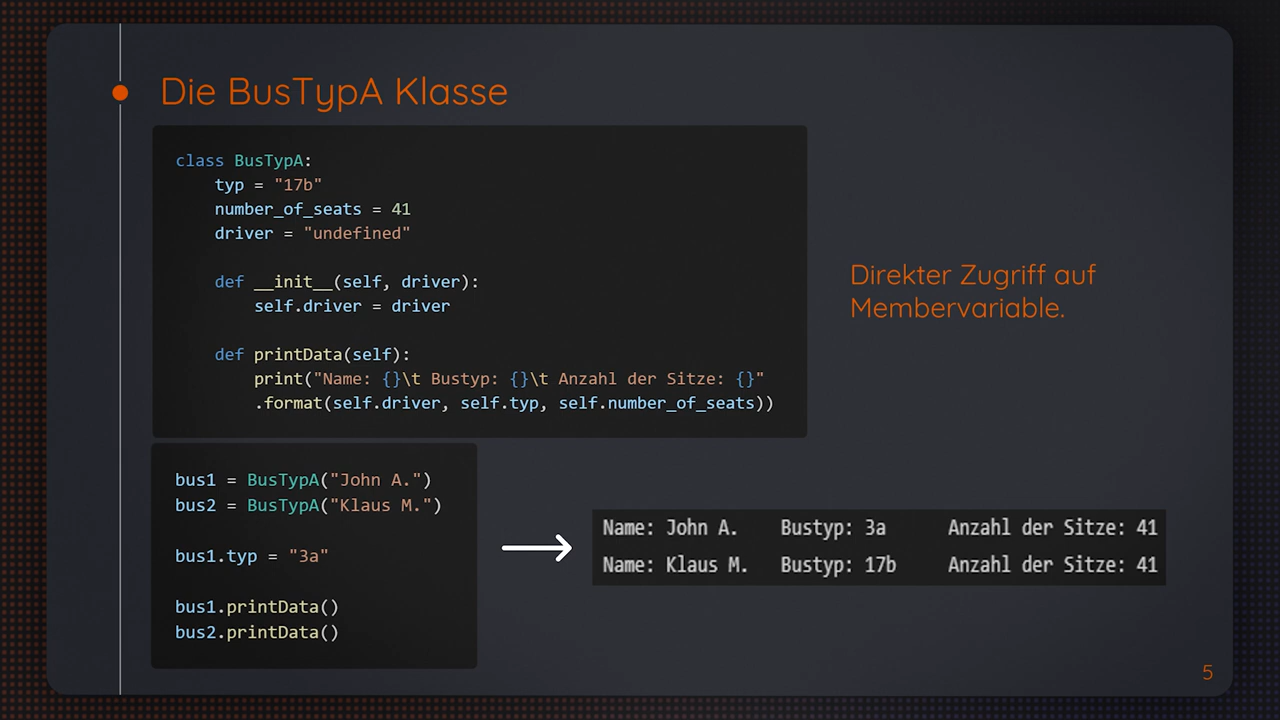 Die BusTypA Klasse
class BusTypA:
    typ = "17b"
    number_of_seats = 41
    driver = "undefined"
    def __init__(self, driver):
        self.driver = driver
    def printData(self):
        print("Name: {}\t Bustyp: {}\t Anzahl der Sitze: {}"
        .format(self.driver, self.typ, self.number_of_seats))
Direkter Zugriff auf
Membervariable.
bus1 = BusTypA("John A.")
bus2 = BusTypA("Klaus M.")
bus1.typ = "3a"
bus1.printData()
bus2.printData()
Name: John A.    Bustyp: 3a    Anzahl der Sitze: 41
Name: Klaus M.    Bustyp: 17b    Anzahl der Sitze: 41
5